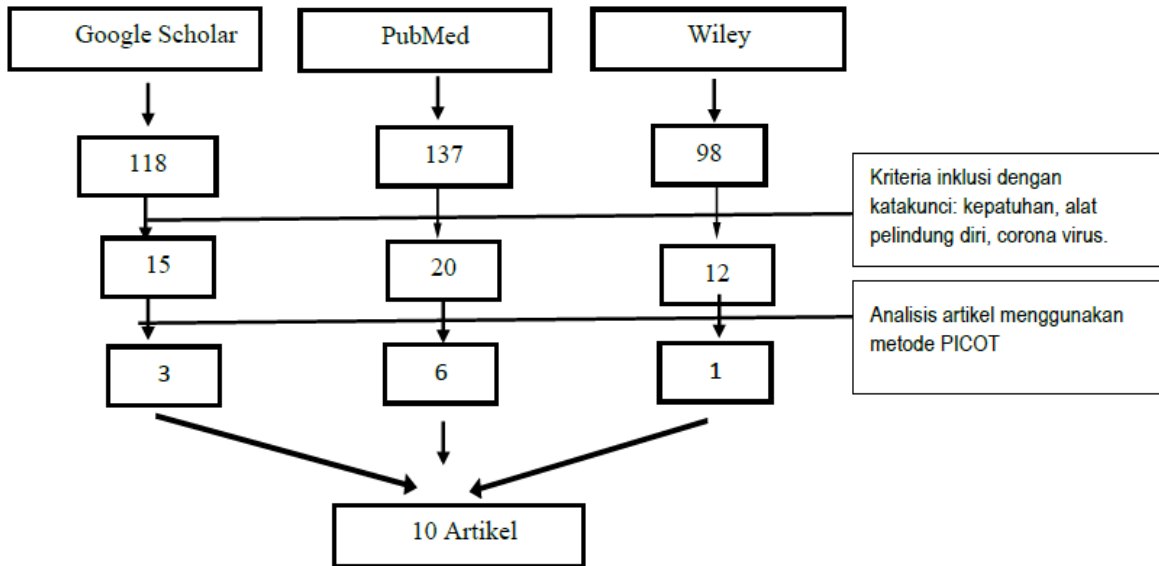 Google Scholar
PubMed
Wiley
118
137
98
Kriteria inklusi dengan
katakunci: kepatuhan, alat
pelindung diri, corona virus.
15
20
12
Analisis artikel menggunakan
metode PICOT
3
6
1
10 Artikel